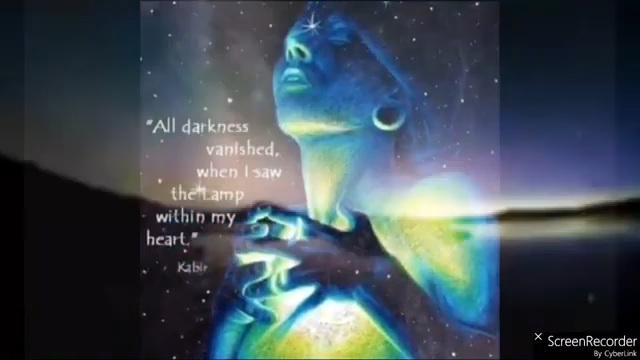 "All darkness
vanished,
when I saw
the Lamp
within my
heart."
Kabir
ScreenRecorder
By CyberLink